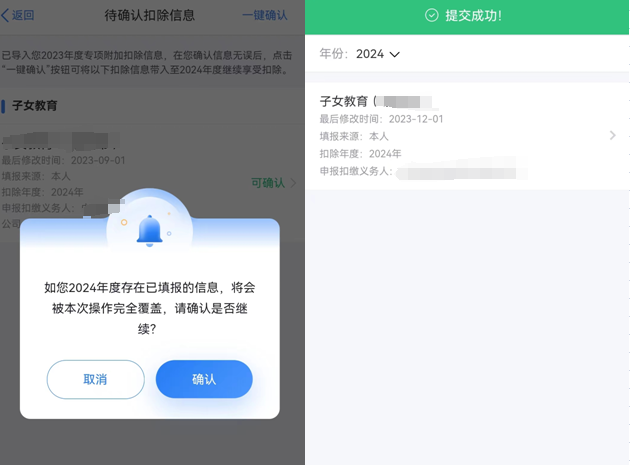 返回
待确认扣除信息
一键确认
已导入您2023年度专项附加扣除信息，在您确认信息无误后，点击
“一键确认”按钮可将以下扣除信息带入至2024年度继续享受扣除。
子女教育
最后修改时间：2023-09-01
填报来源：本人
扣除年度：2024年
可确认
申报扣缴义务人：
公司
如您2024年度存在已填报的信息，将会
被本次操作完全覆盖，请确认是否继
续？
取消
确认
提交成功！
年份：2024
子女教育（
最后修改时间：2023-12-01
填报来源：本人
扣除年度：2024年
申报扣缴义务人：